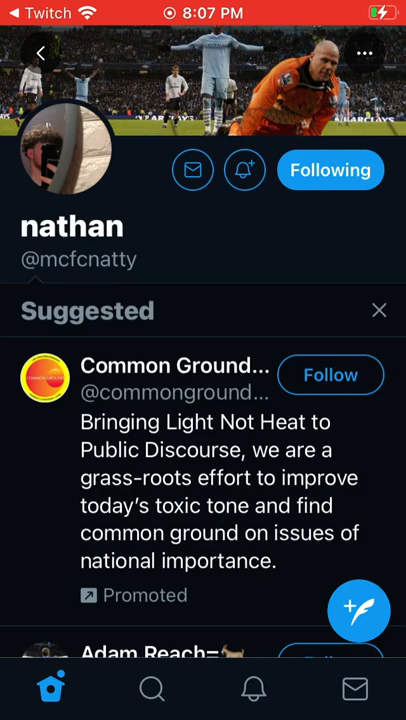 Twitch 8:07 PM
Following
nathan
@mcfcnatty
Suggested
Common Ground...
Follow
@commonground...
Bringing Light Not Heat to
Public Discourse, we are a
grass-roots effort to improve
today's toxic tone and find
common ground on issues of
national importance.
Promoted
Adam Reach=